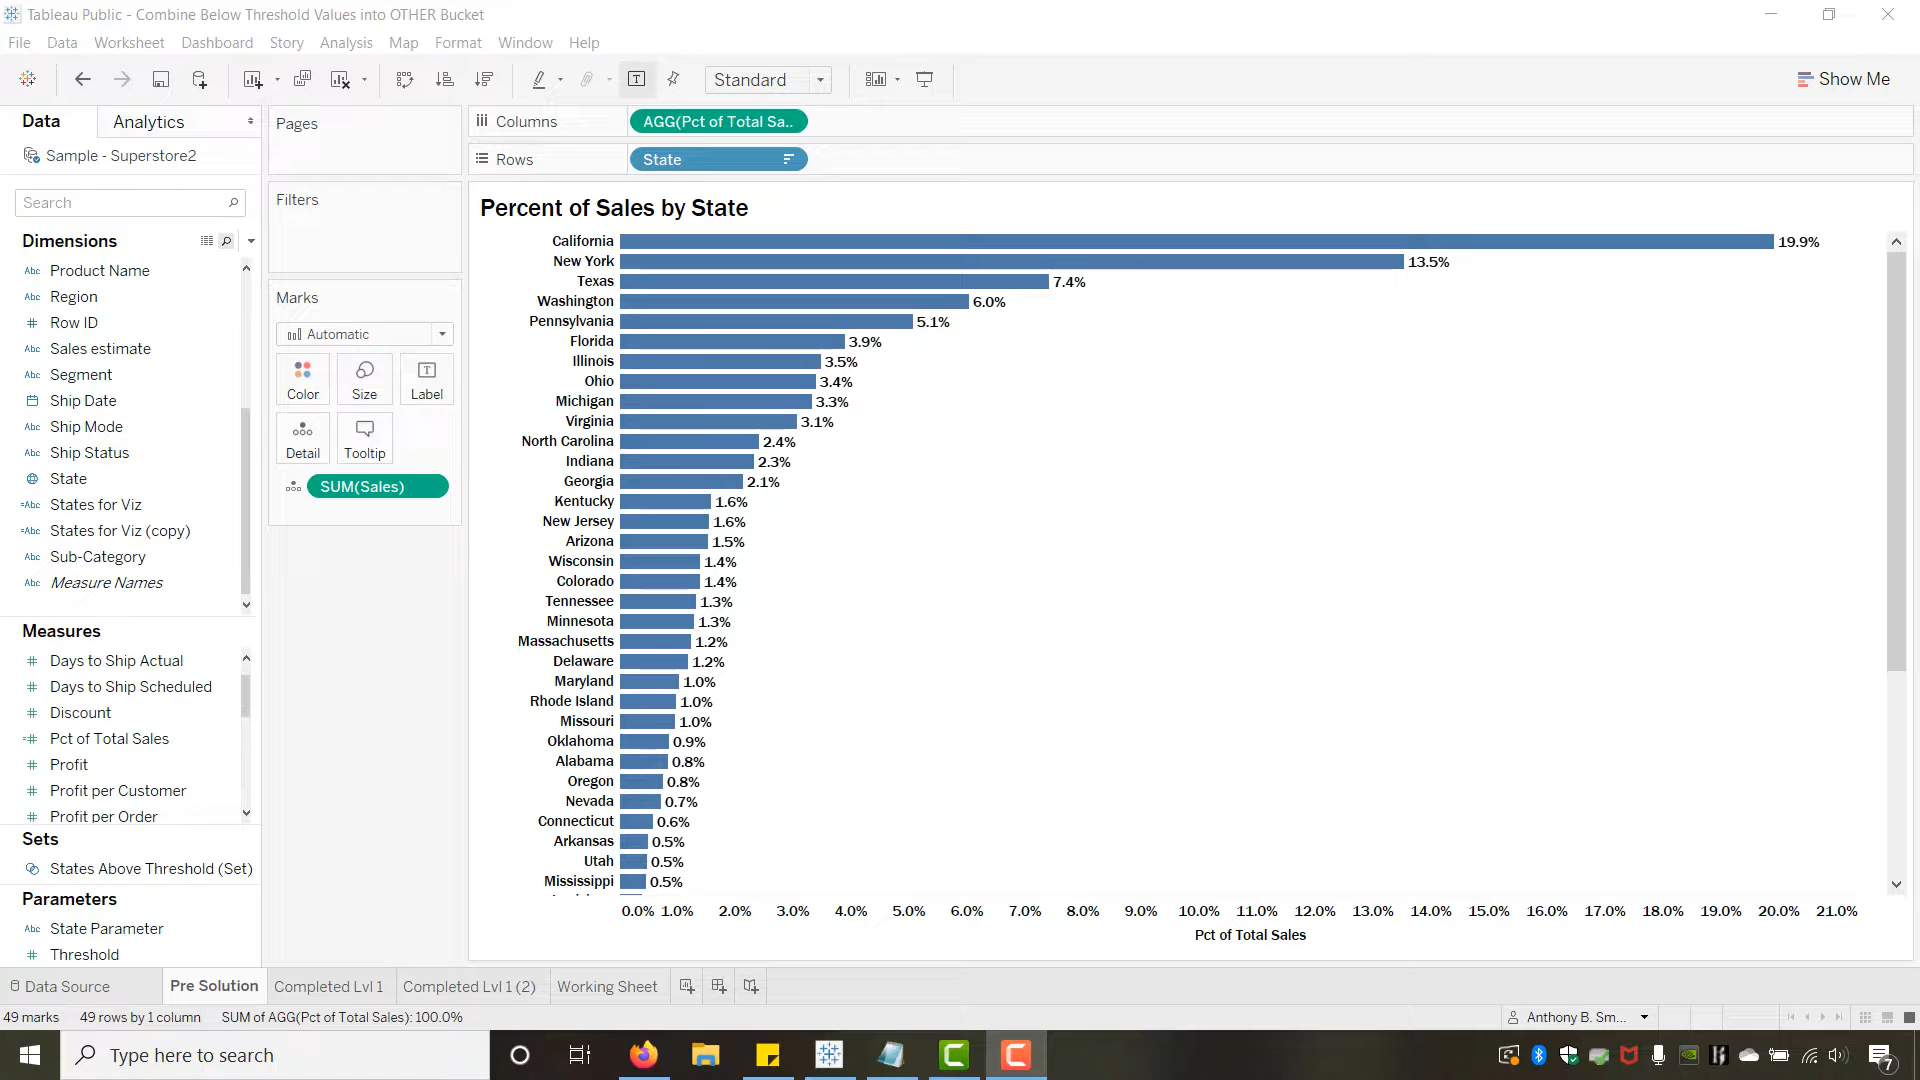 Tableau Public - Combine Below Threshold Values into OTHER Bucket
File Data Worksheet Dashboard Story Analysis Map Format Window Help
Standard
Show Me
Data
Analytics
Sample - Superstore2
Search
Dimensions
Abc Product Name
Abc Region
# Row ID
Abc Sales estimate
Abc Segment
Ship Date
Abc Ship Mode
Abc Ship Status
State
=Abc States for Viz
=Abc States for Viz (copy)
Abc Sub-Category
Abc Measure Names
Measures
# Days to Ship Actual
# Days to Ship Scheduled
# Discount
=# Pct of Total Sales
# Profit
# Profit per Customer
# Profit per Order
Sets
States Above Threshold (Set)
Parameters
Abc State Parameter
# Threshold
Pages
Filters
Marks
Automatic
Color
Size
Label
Detail
Tooltip
SUM(Sales)
Columns
AGG(Pct of Total Sa..
Rows
State
Percent of Sales by State
California 19.9%
New York 13.5%
Texas 7.4%
Washington 6.0%
Pennsylvania 5.1%
Florida 3.9%
Illinois 3.5%
Ohio 3.4%
Michigan 3.3%
Virginia 3.1%
North Carolina 2.4%
Indiana 2.3%
Georgia 2.1%
Kentucky 1.6%
New Jersey 1.6%
Arizona 1.5%
Wisconsin 1.4%
Colorado 1.4%
Tennessee 1.3%
Minnesota 1.3%
Massachusetts 1.2%
Delaware 1.2%
Maryland 1.0%
Rhode Island 1.0%
Missouri 1.0%
Oklahoma 0.9%
Alabama 0.8%
Oregon 0.8%
Nevada 0.7%
Connecticut 0.6%
Arkansas 0.5%
Utah 0.5%
Mississippi 0.5%
0.0% 1.0% 2.0% 3.0% 4.0% 5.0% 6.0% 7.0% 8.0% 9.0% 10.0% 11.0% 12.0% 13.0% 14.0% 15.0% 16.0% 17.0% 18.0% 19.0% 20.0% 21.0%
Pct of Total Sales
Data Source
Pre Solution
Completed Lvl 1
Completed Lvl 1 (2)
Working Sheet
49 marks
49 rows by 1 column
SUM of AGG(Pct of Total Sales): 100.0%
Anthony B. Sm...
Type here to search
7